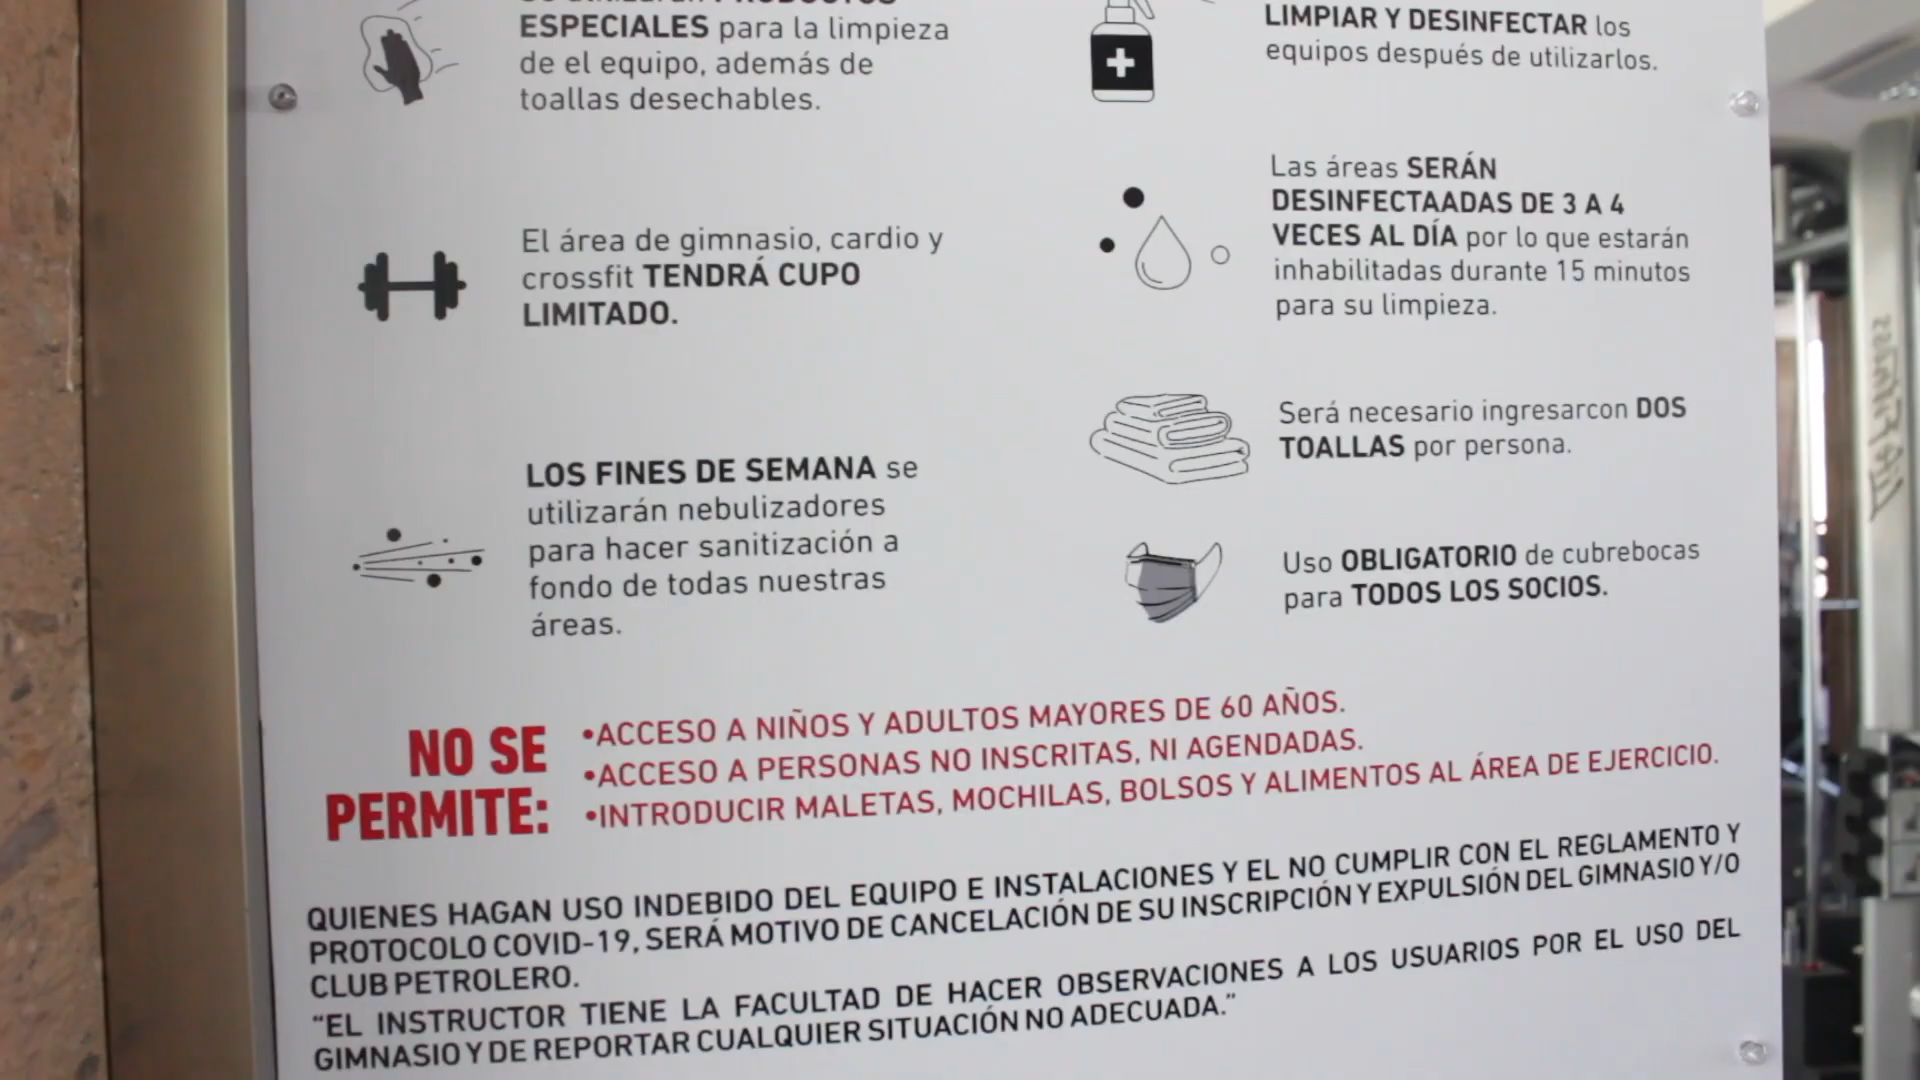 ESPECIALES para la limpieza
de el equipo, además de
toallas desechables.
El área de gimnasio, cardio y
crossfit TENDRÁ CUPO
LIMITADO.
LOS FINES DE SEMANA se
utilizarán nebulizadores
para hacer sanitización a
fondo de todas nuestras
áreas.
LIMPIAR Y DESINFECTAR los
equipos después de utilizarlos.
Las áreas SERÁN
DESINFECTAADAS DE 3 A 4
VECES AL DÍA por lo que estarán
inhabilitadas durante 15 minutos
para su limpieza.
Será necesario ingresarcon DOS
TOALLAS por persona.
Uso OBLIGATORIO de cubrebocas
para TODOS LOS SOCIOS.
NO SE
PERMITE:
•ACCESO A NIÑOS Y ADULTOS MAYORES DE 60 AÑOS.
•ACCESO A PERSONAS NO INSCRITAS, NI AGENDADAS.
•INTRODUCIR MALETAS, MOCHILAS, BOLSOS Y ALIMENTOS AL ÁREA DE EJERCICIO.
QUIENES HAGAN USO INDEBIDO DEL EQUIPO E INSTALACIONES Y EL NO CUMPLIR CON EL REGLAMENTO Y
PROTOCOLO COVID-19, SERÁ MOTIVO DE CANCELACIÓN DE SU INSCRIPCIÓN Y EXPULSIÓN DEL GIMNASIO Y/O
CLUB PETROLERO.
“EL INSTRUCTOR TIENE LA FACULTAD DE HACER OBSERVACIONES A LOS USUARIOS POR EL USO DEL
GIMNASIO Y DE REPORTAR CUALQUIER SITUACIÓN NO ADECUADA.”